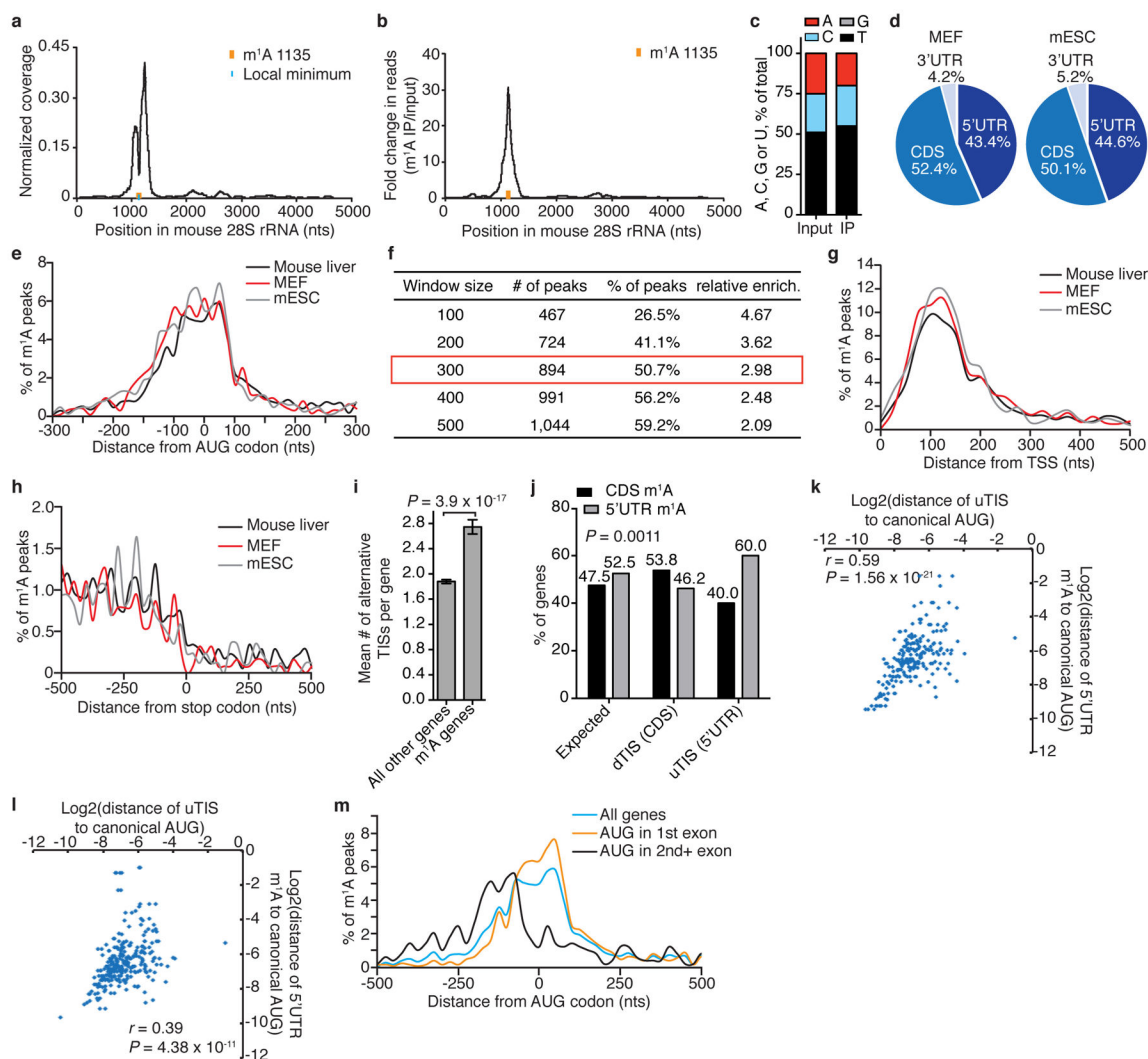 a
Normalized coverage
0.45
0.30
0.15
0
m¹A 1135
Local minimum
0 1000 2000 3000 4000 5000
Position in mouse 28S rRNA (nts)
b
Fold change in reads
(m¹A IP/input)
40
30
20
10
0
m¹A 1135
0 1000 2000 3000 4000 5000
Position in mouse 28S rRNA (nts)
c
A G
C T
A, C, G or U, % of total
100
75
50
25
0
Input IP
d
MEF
3'UTR
4.2%
5'UTR
43.4%
CDS
52.4%
mESC
3'UTR
5.2%
5'UTR
44.6%
CDS
50.1%
e
% of m¹A peaks
8
6
4
2
0
Mouse liver
MEF
mESC
-300 -200 -100 -0 100 200 300
Distance from AUG codon (nts)
f
Window size # of peaks % of peaks relative enrich.
100 467 26.5% 4.67
200 724 41.1% 3.62
300 894 50.7% 2.98
400 991 56.2% 2.48
500 1,044 59.2% 2.09
g
% of m¹A peaks
14
12
10
8
6
4
2
0
Mouse liver
MEF
mESC
0 100 200 300 400 500
Distance from TSS (nts)
h
% of m¹A peaks
2.0
1.5
1.0
0.5
0
Mouse liver
MEF
mESC
-500 -250 0 250 500
Distance from stop codon (nts)
i
P = 3.9 x 10⁻¹⁷
Mean # of alternative
TISs per gene
2.8
2.4
2.0
1.6
1.2
0.8
0.4
0.0
All other genes
m¹A genes
j
CDS m¹A
5'UTR m¹A
P = 0.0011
% of genes
80
60
40
20
0
47.5 52.5 53.8 46.2 40.0 60.0
Expected
dTIS (CDS)
uTIS (5'UTR)
k
Log2(distance of uTIS
to canonical AUG)
-12 -10 -8 -6 -4 -2 0
r = 0.59
P = 1.56 x 10⁻²¹
0
-2
-4
-6
-8
-10
-12
Log2(distance of 5'UTR
m¹A to canonical AUG)
l
Log2(distance of uTIS
to canonical AUG)
-12 -10 -8 -6 -4 -2 0
0
-2
-4
-6
-8
-10
-12
r = 0.39
P = 4.38 x 10⁻¹¹
Log2(distance of 5'UTR
m¹A to canonical AUG)
m
% of m¹A peaks
8
6
4
2
0
All genes
AUG in 1st exon
AUG in 2nd+ exon
-500 -250 0 250 500
Distance from AUG codon (nts)